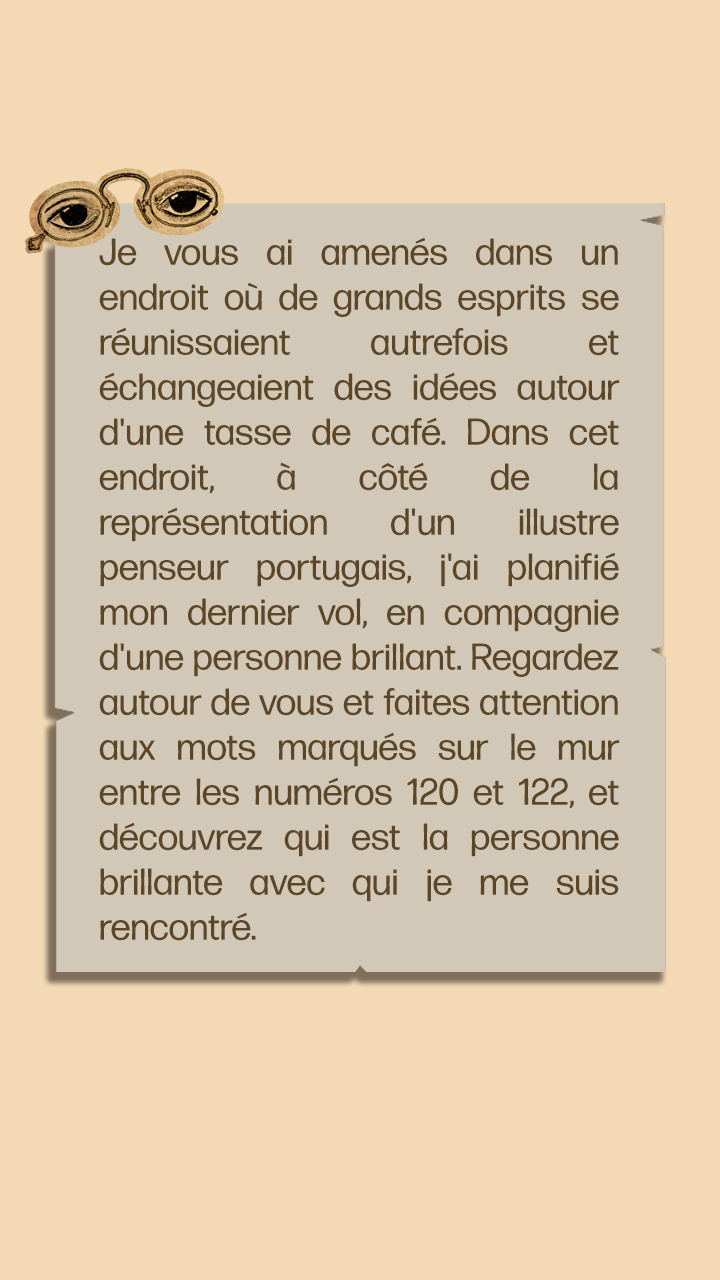 Je vous ai amenés dans un
endroit où de grands esprits se
réunissaient autrefois et
échangeaient des idées autour
d'une tasse de café. Dans cet
endroit, à côté de la
représentation d'un illustre
penseur portugais, j'ai planifié
mon dernier vol, en compagnie
d'une personne brillant. Regardez
autour de vous et faites attention
aux mots marqués sur le mur
entre les numéros 120 et 122, et
découvrez qui est la personne
brillante avec qui je me suis
rencontré.